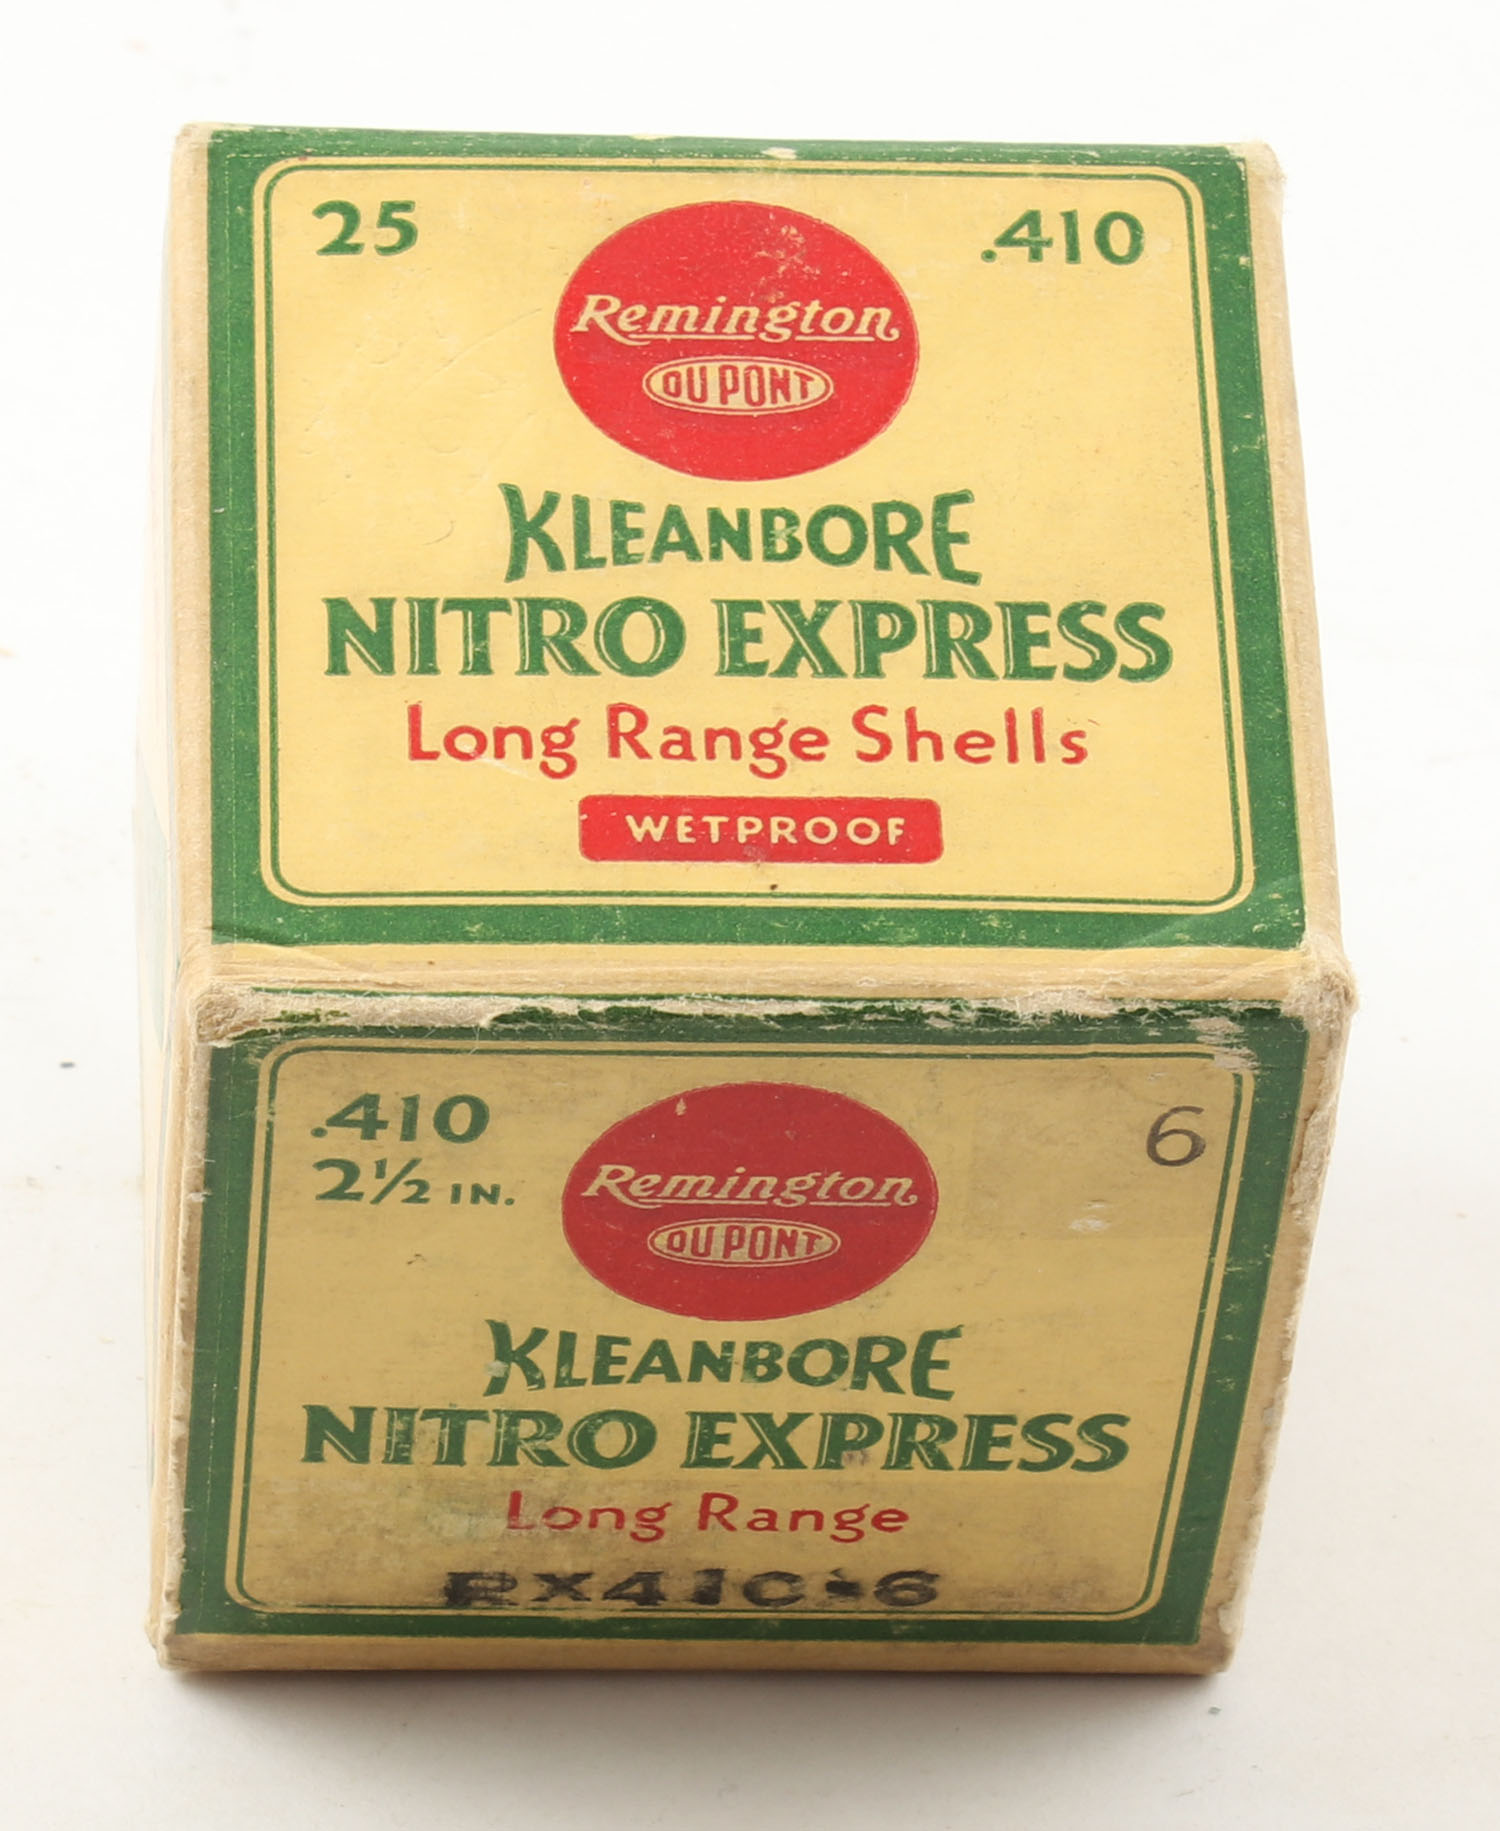 25 .410
Remington
DU PONT
KLEANBORE
NITRO EXPRESS
Long Range Shells
WETPROOF
.410 6
2½ IN.
Remington
DU PONT
KLEANBORE
NITRO EXPRESS
Long Range